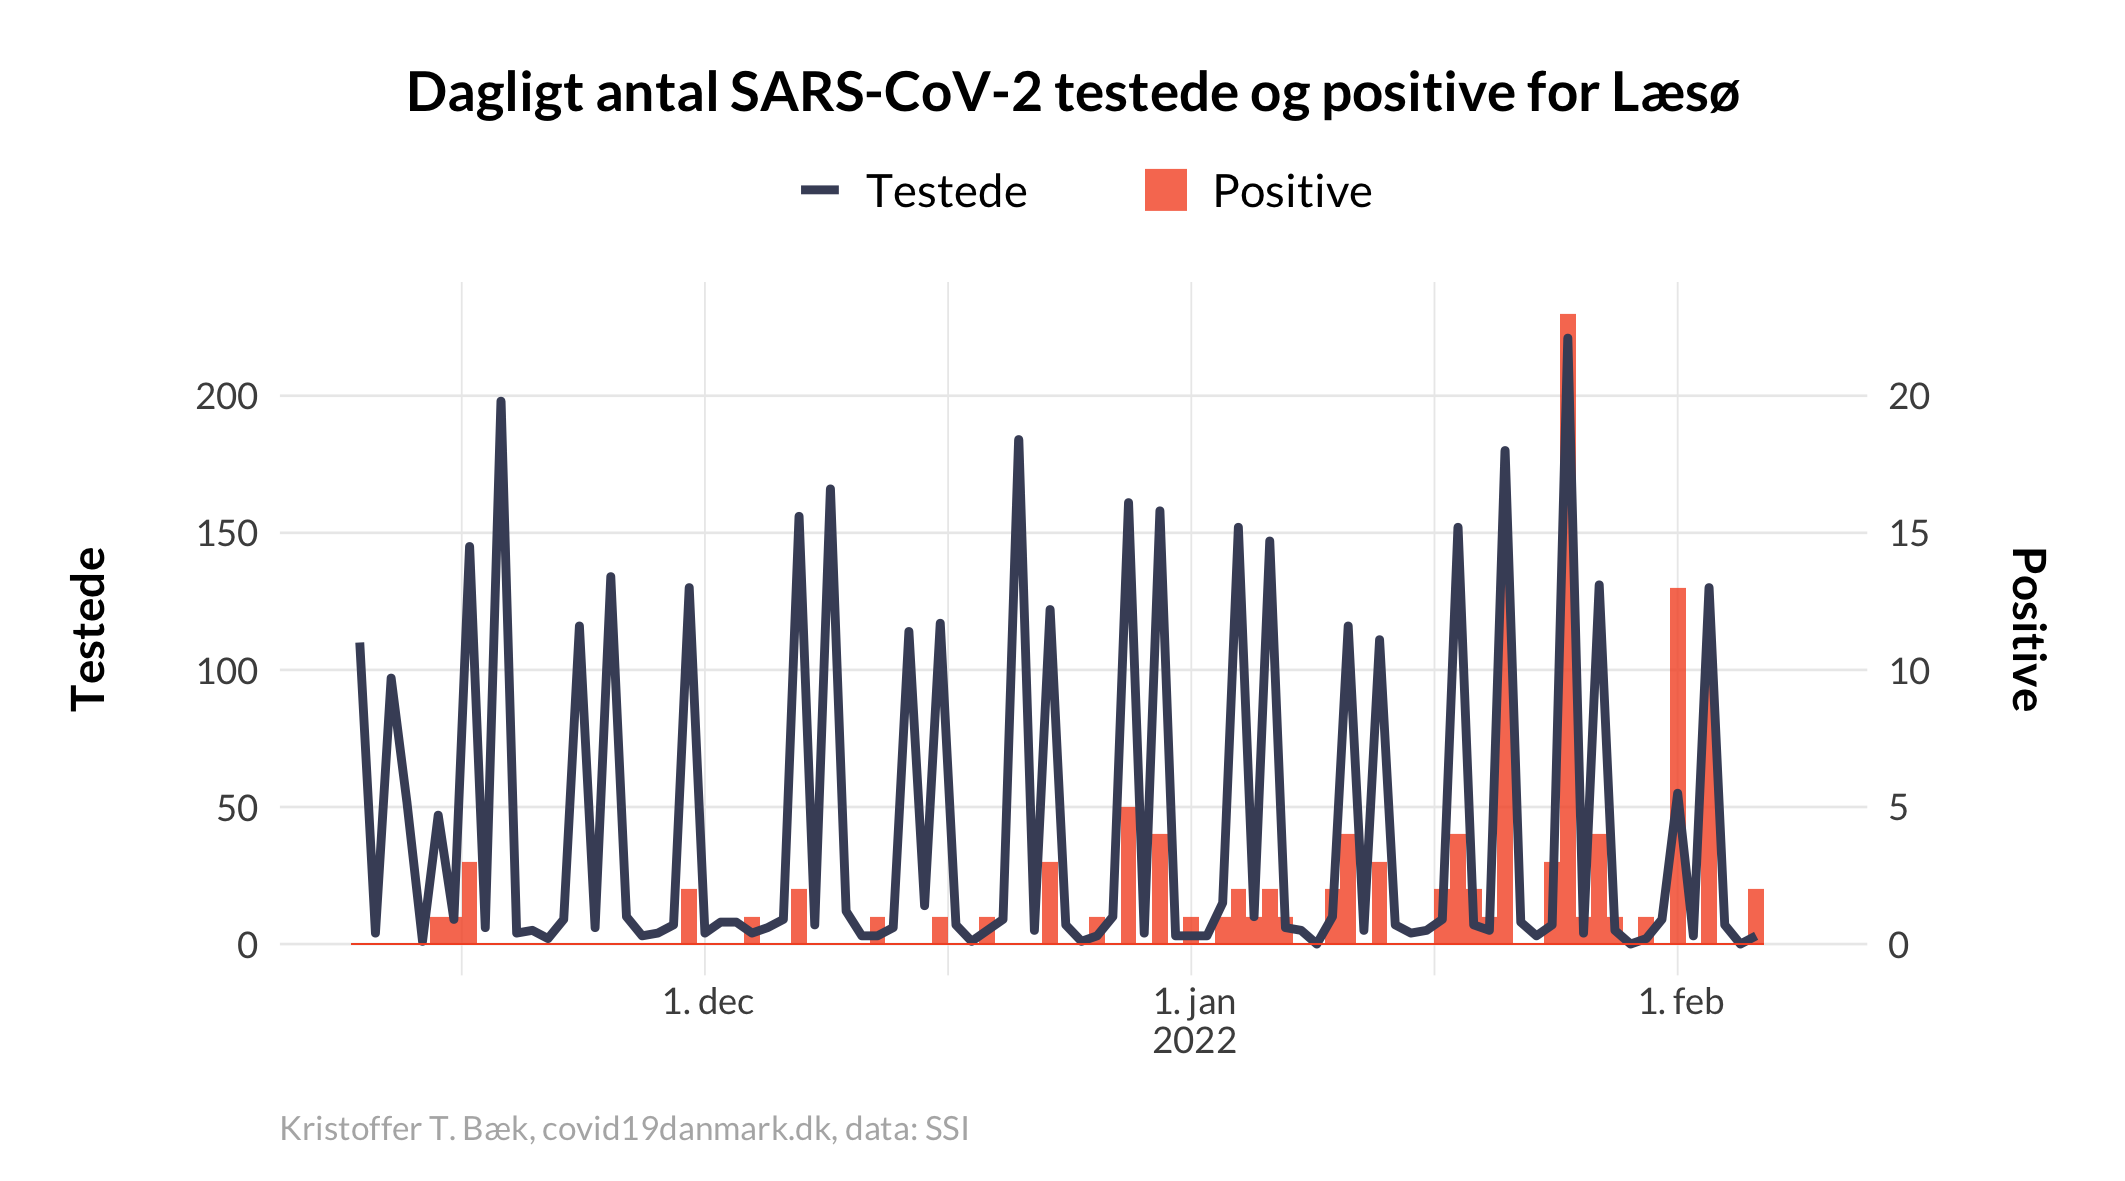 Dagligt antal SARS-CoV-2 testede og positive for Læsø
Testede
Positive
Testede
200
150
100
50
0
20
15
10
5
0
Positive
1. dec
1. jan
2022
1. feb
Kristoffer T. Bæk, covid19danmark.dk, data: SSI